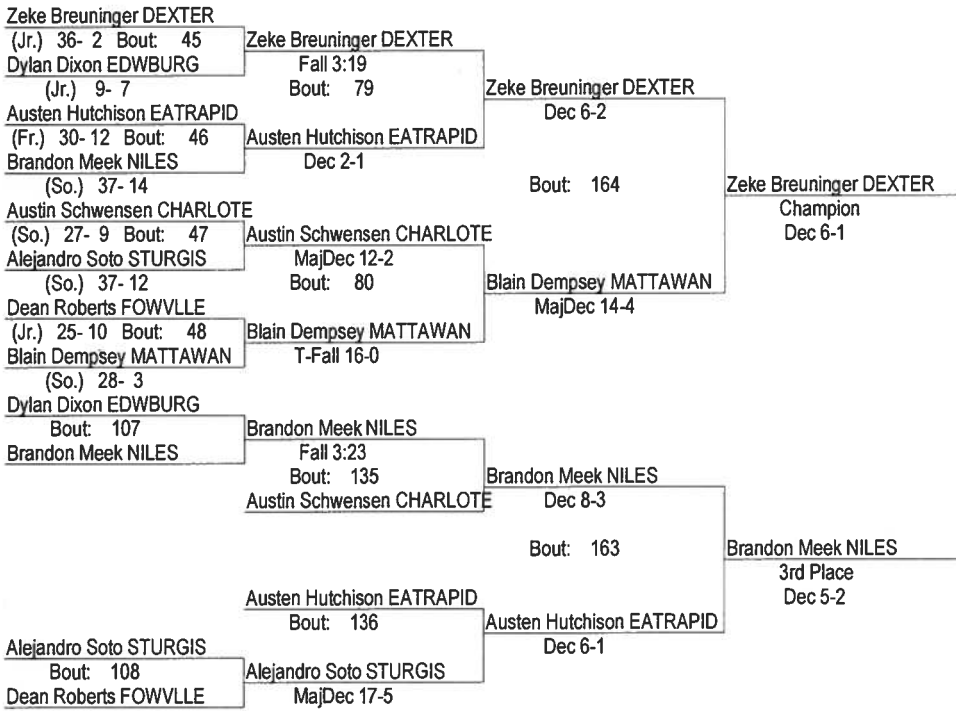 Zeke Breuninger DEXTER
(Jr.) 36- 2 Bout: 45
Dylan Dixon EDWBURG
(Jr.) 9- 7
Austen Hutchison EATRAPID
(Fr.) 30- 12 Bout: 46
Brandon Meek NILES
(So.) 37- 14
Austin Schwensen CHARLOTE
(So.) 27- 9 Bout: 47
Alejandro Soto STURGIS
(So.) 37- 12
Dean Roberts FOWVLLE
(Jr.) 25- 10 Bout: 48
Blain Dempsey MATTAWAN
(So.) 28- 3
Dylan Dixon EDWBURG
Bout: 107
Brandon Meek NILES
Alejandro Soto STURGIS
Bout: 108
Dean Roberts FOWVLLE
Zeke Breuninger DEXTER
Fall 3:19
Bout: 79
Austen Hutchison EATRAPID
Dec 2-1
Austin Schwensen CHARLOTE
MajDec 12-2
Bout: 80
Blain Dempsey MATTAWAN
T-Fall 16-0
Brandon Meek NILES
Fall 3:23
Bout: 135
Austin Schwensen CHARLOTE
Austen Hutchison EATRAPID
Bout: 136
Alejandro Soto STURGIS
MajDec 17-5
Zeke Breuninger DEXTER
Dec 6-2
Bout: 164
Blain Dempsey MATTAWAN
MajDec 14-4
Brandon Meek NILES
Dec 8-3
Bout: 163
Austen Hutchison EATRAPID
Dec 6-1
Zeke Breuninger DEXTER
Champion
Dec 6-1
Brandon Meek NILES
3rd Place
Dec 5-2